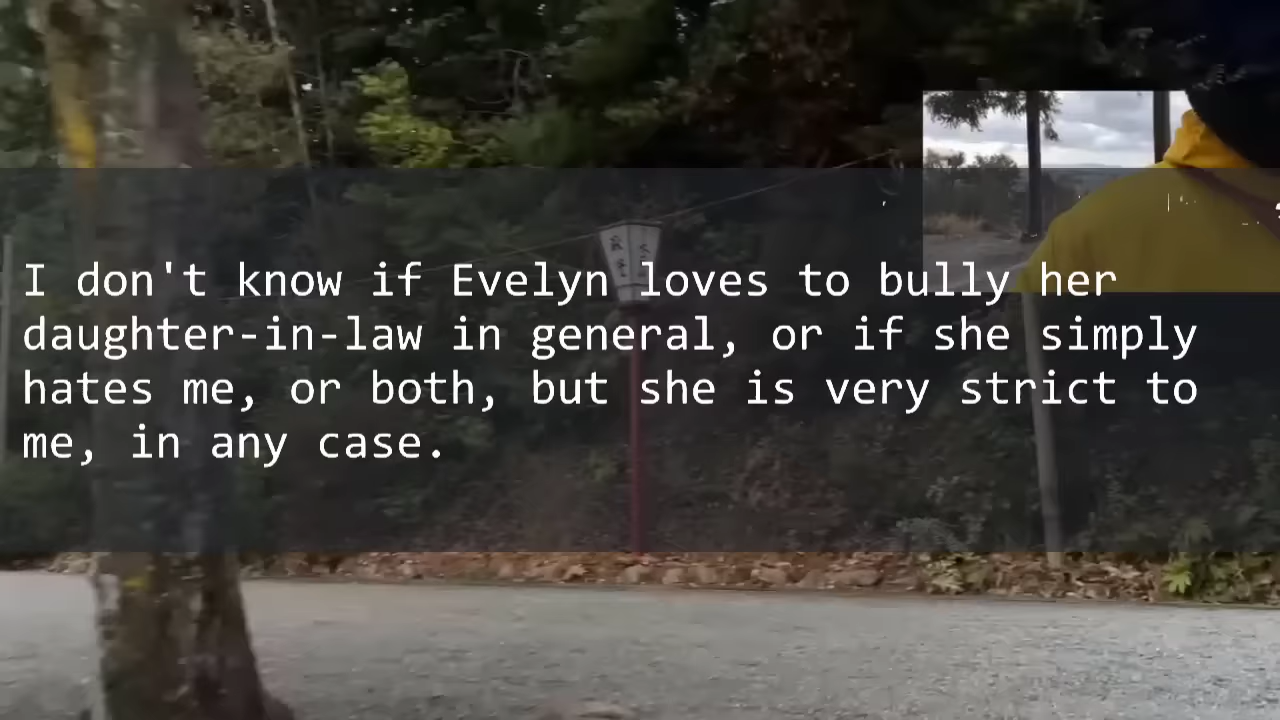 I don't know if Evelyn loves to bully her
daughter-in-law in general, or if she simply
hates me, or both, but she is very strict to
me, in any case.